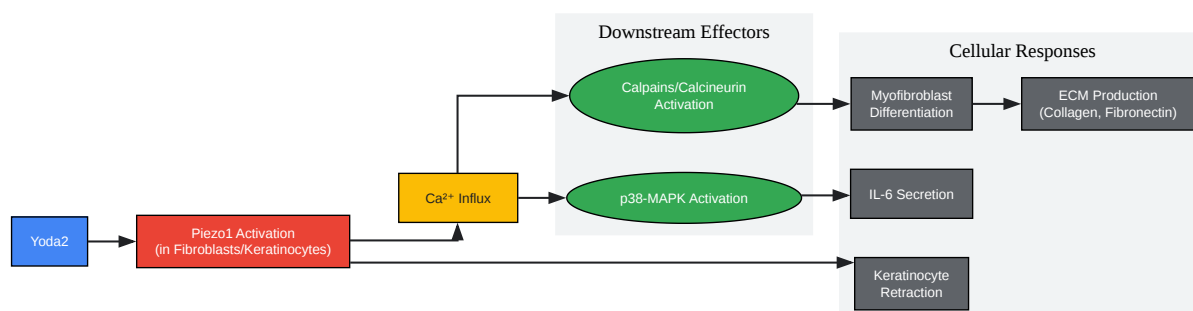 Downstream Effectors
Cellular Responses
Calpains/Calcineurin
Activation
Myofibroblast
Differentiation
ECM Production
(Collagen, Fibronectin)
Ca²⁺ Influx
p38-MAPK Activation
IL-6 Secretion
Yoda2
Piezo1 Activation
(in Fibroblasts/Keratinocytes)
Keratinocyte
Retraction